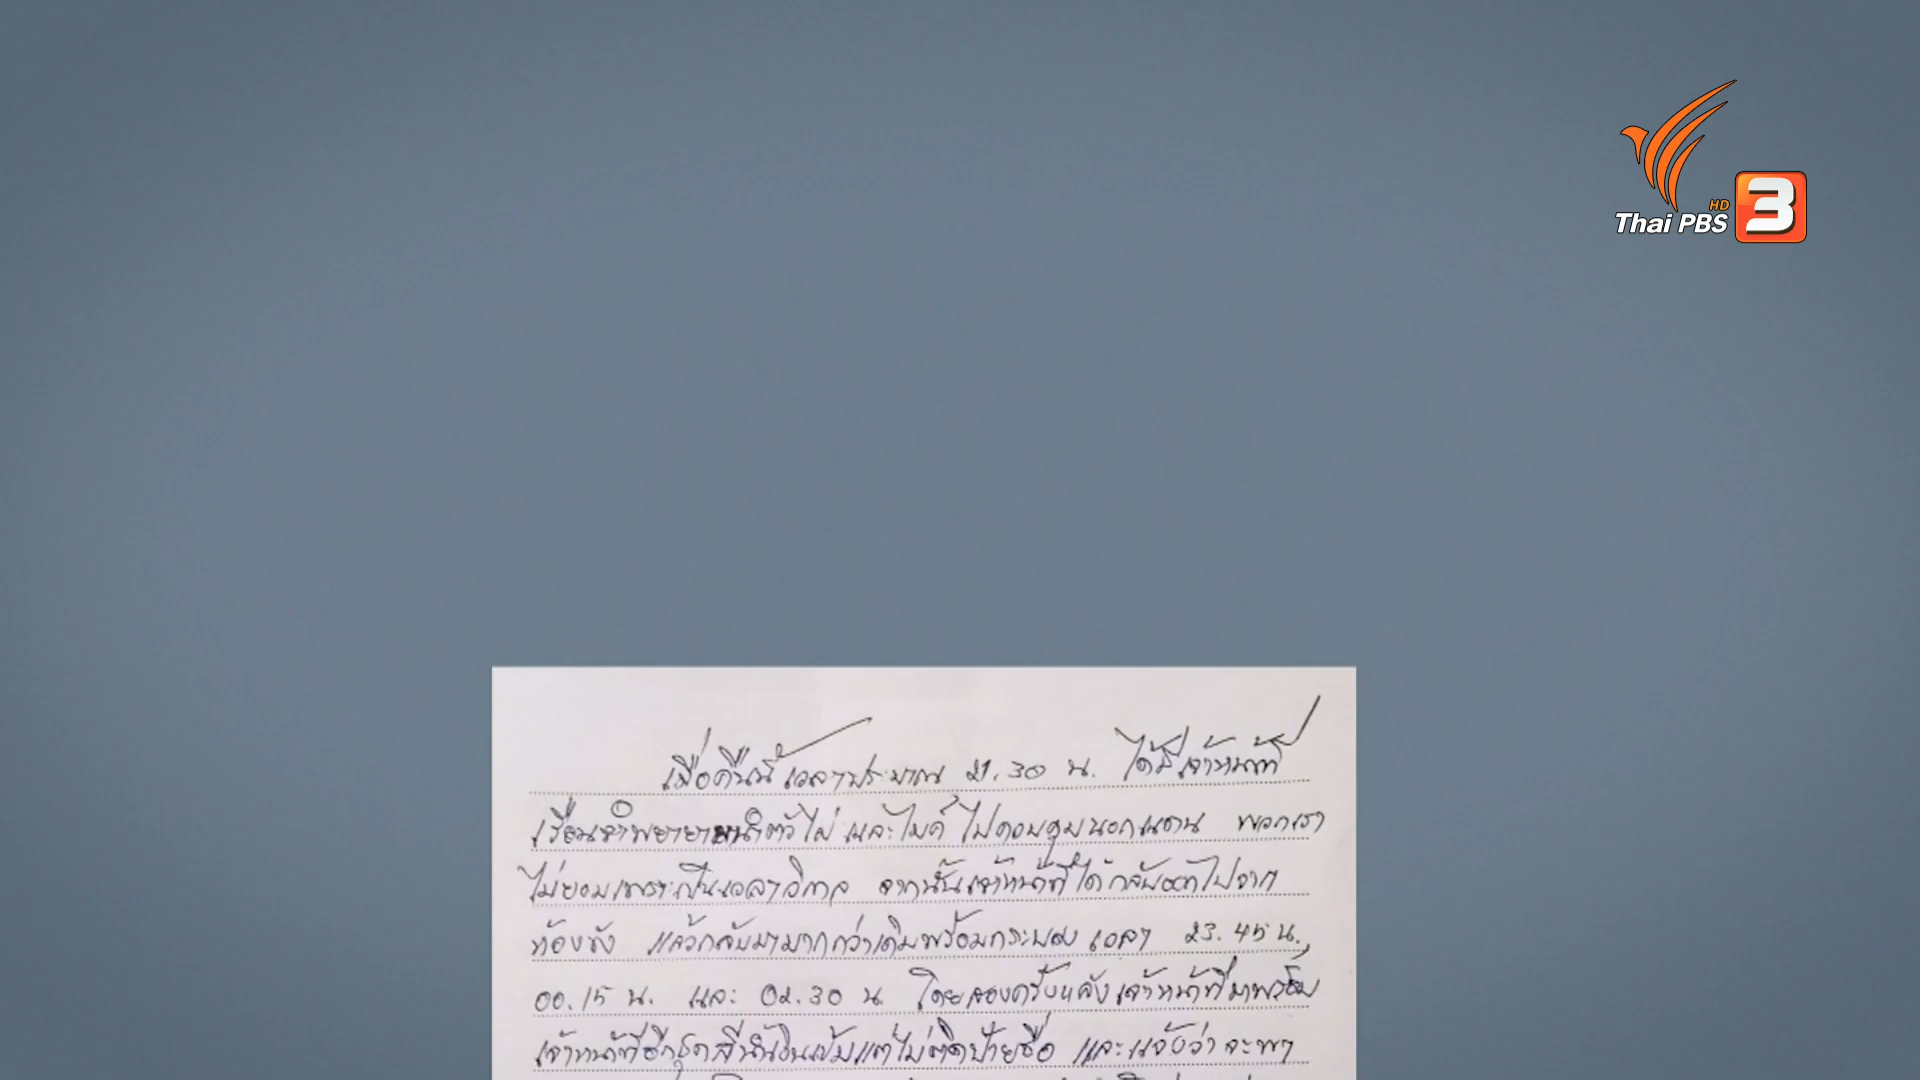 Thai PBS HD 3
เมื่อคืนนี้ เวลาประมาณ 21.30 น. ได้มีเจ้าหน้าที่
เรือนจำพยายามนำตัวไผ่ และไมค์ ไปควบคุมนอกแดน พวกเรา
ไม่ยอมเพราะเป็นเวลาวิกาล จากนั้นเจ้าหน้าที่ได้กลับออกไปจาก
ห้องขัง แล้วกลับมามากกว่าเดิมพร้อมกระบอง เวลา 23.45 น.,
00.15 น. และ 02.30 น. โดยสองครั้งหลังเจ้าหน้าที่มาพร้อม
เจ้าหน้าที่อีกชุดสีน้ำเงินเข้มแต่ไม่ติดป้ายชื่อ และแจ้งว่าจะพา